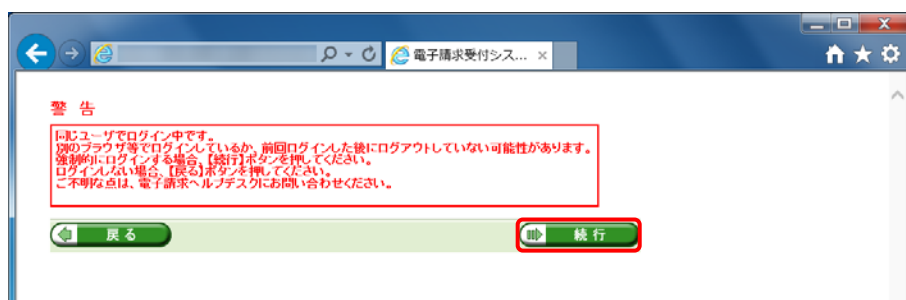 電子請求受付シス...
警 告
同じユーザでログイン中です。
別のブラウザ等でログインしているか、前回ログインした後にログアウトしていない可能性があります。
強制的にログインする場合、【続行】ボタンを押してください。
ログインしない場合、【戻る】ボタンを押してください。
ご不明な点は、電子請求ヘルプデスクにお問い合わせください。
戻 る
続 行